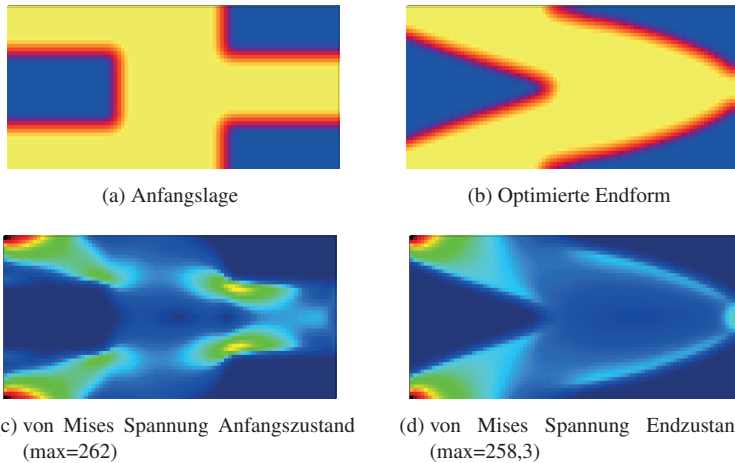 (a) Anfangslage
(b) Optimierte Endform
c) von Mises Spannung Anfangszustand
(max=262)
(d) von Mises Spannung Endzustan
(max=258,3)